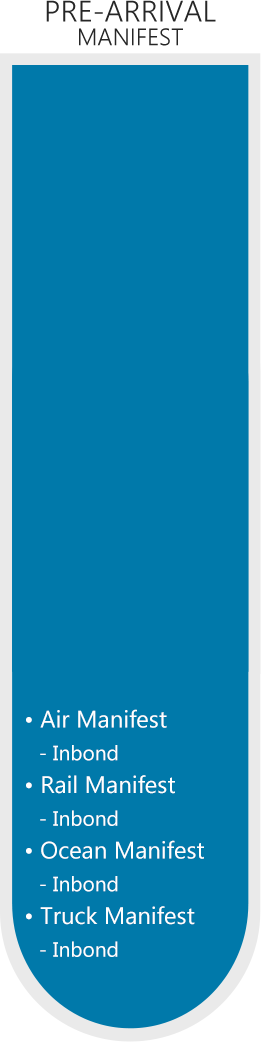 PRE-ARRIVAL
MANIFEST
• Air Manifest
- Inbond
• Rail Manifest
- Inbond
• Ocean Manifest
- Inbond
• Truck Manifest
- Inbond